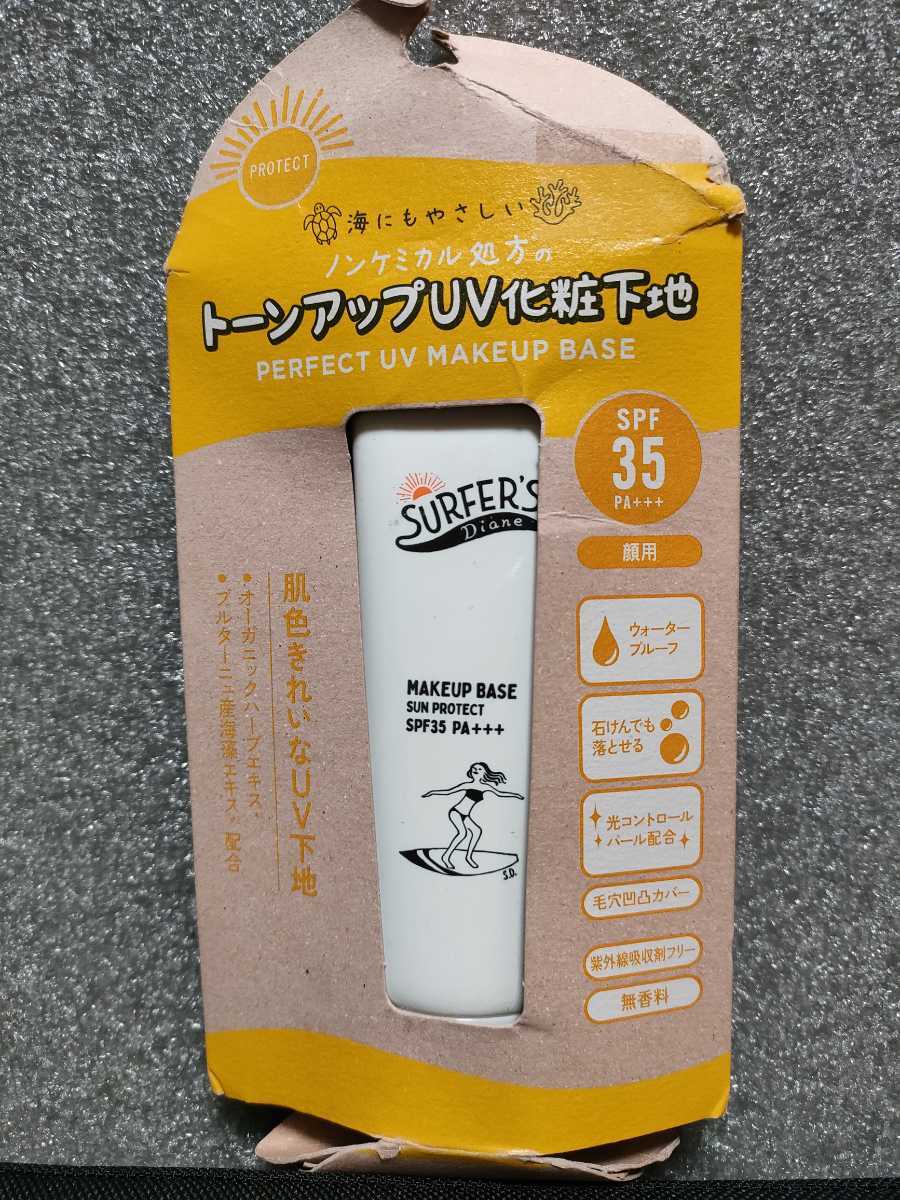 PROTECT
海にもやさしい
ノンケミカル処方の
トーンアップUV化粧下地
PERFECT UV MAKEUP BASE
SPF
35
PA+++
顔用
SURFER'S
Diane
MAKEUP BASE
SUN PROTECT
SPF35 PA+++
S.D.
肌色きれいなUV下地
・オーガニックハーブエキス、
・ブルターニュ産海藻エキス* 配合
ウォーター
プルーフ
石けんでも
落とせる
光コントロール
パール配合
毛穴凹凸カバー
紫外線吸収剤フリー
無香料